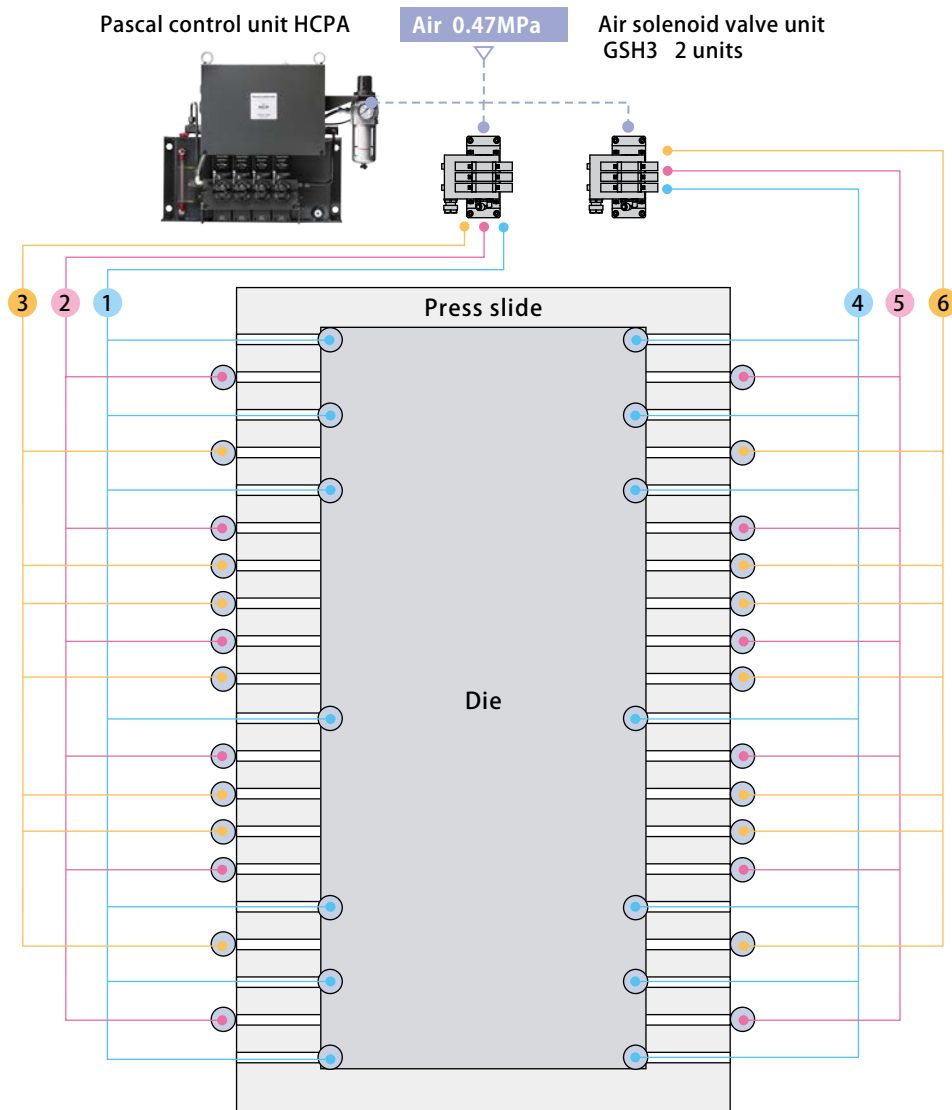 Pascal control unit HCPA
Air 0.47MPa
Air solenoid valve unit
GSH3 2 units
3
2
1
4
5
6
Press slide
Die